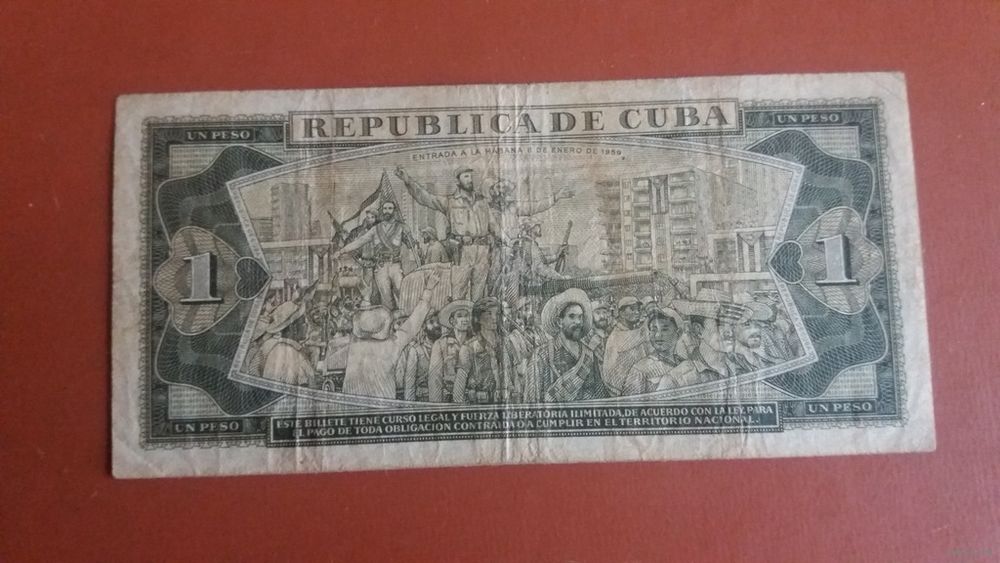 UN PESO
REPUBLICA DE CUBA
UN PESO
ENTRADA A LA HABANA 8 DE ENERO DE 1959
1
1
UN PESO
ESTE BILLETE TIENE CURSO LEGAL Y FUERZA LIBERATORIA ILIMITADA, DE ACUERDO CON LA LEY, PARA
EL PAGO DE TODA OBLIGACION CONTRAIDA O A CUMPLIR EN EL TERRITORIO NACIONAL.
UN PESO